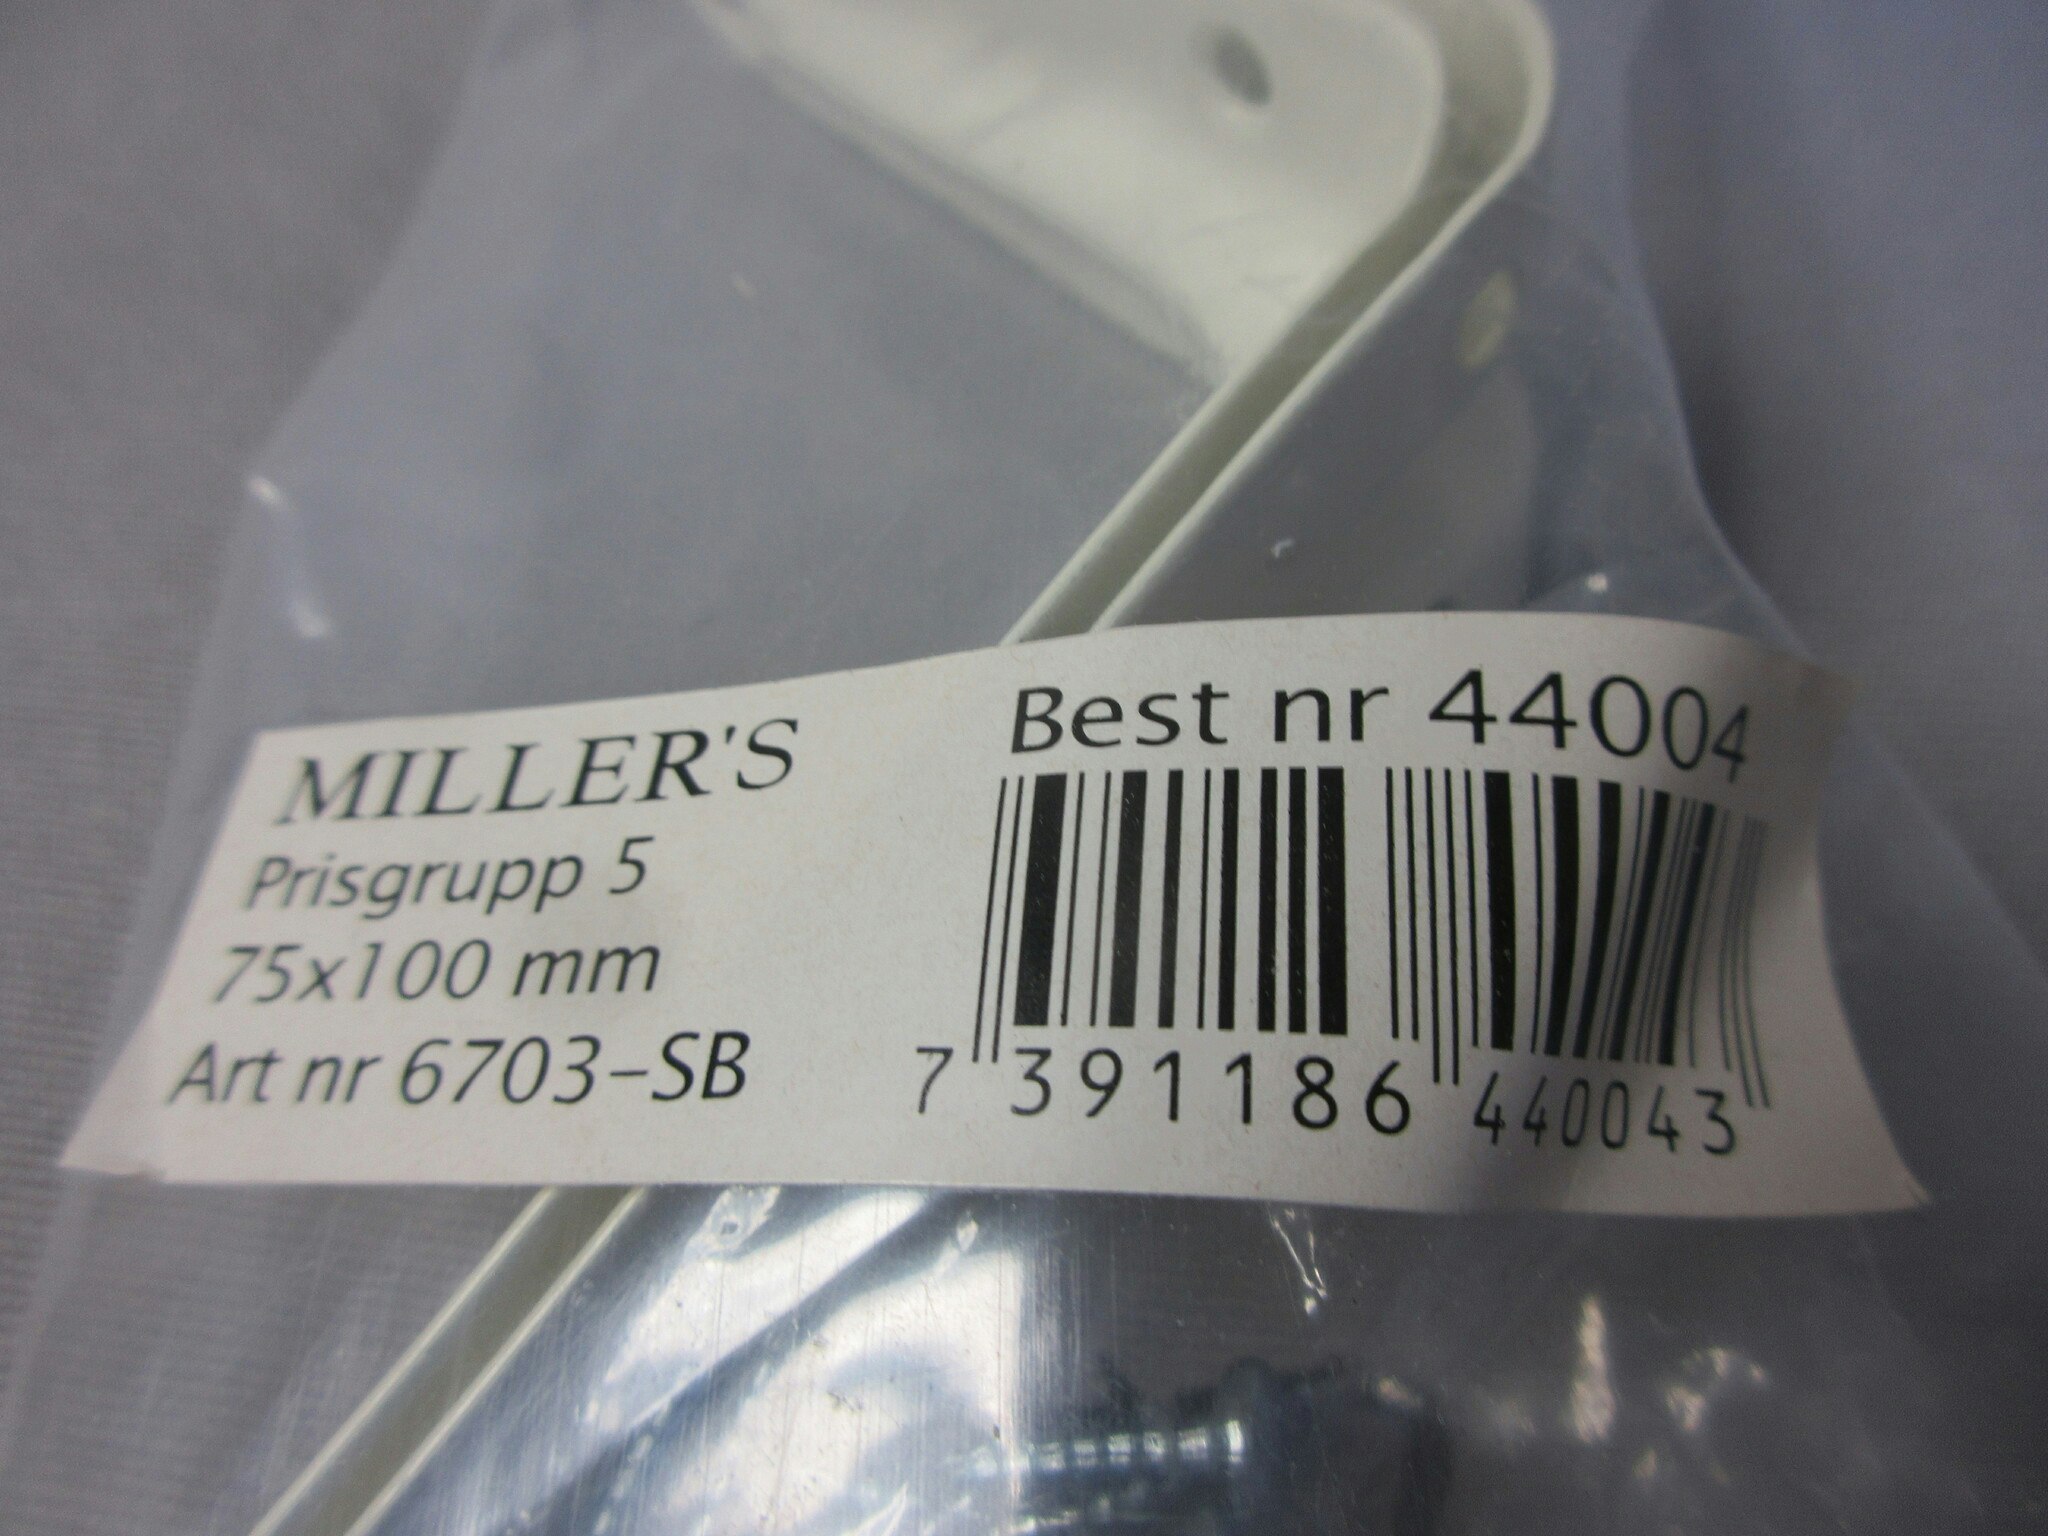 MILLER'S
Prisgrupp 5
75x100 mm
Art nr 6703-SB
Best nr 44004
7 391186 440043